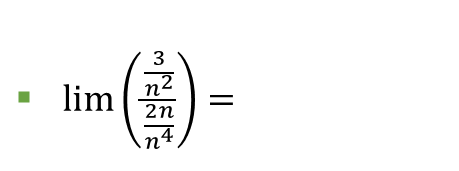 ▪ lim ((3/n²)/(2n/n⁴)) =